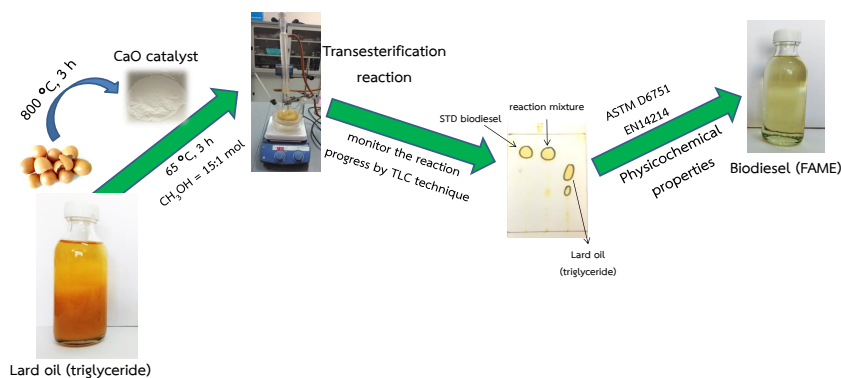 800 °C, 3 h
CaO catalyst
65 °C, 3 h
CH3OH = 15:1 mol
Lard oil (triglyceride)
Transesterification
reaction
monitor the reaction
progress by TLC technique
STD biodiesel
reaction mixture
Lard oil
(triglyceride)
ASTM D6751
EN14214
Physicochemical
properties
Biodiesel (FAME)